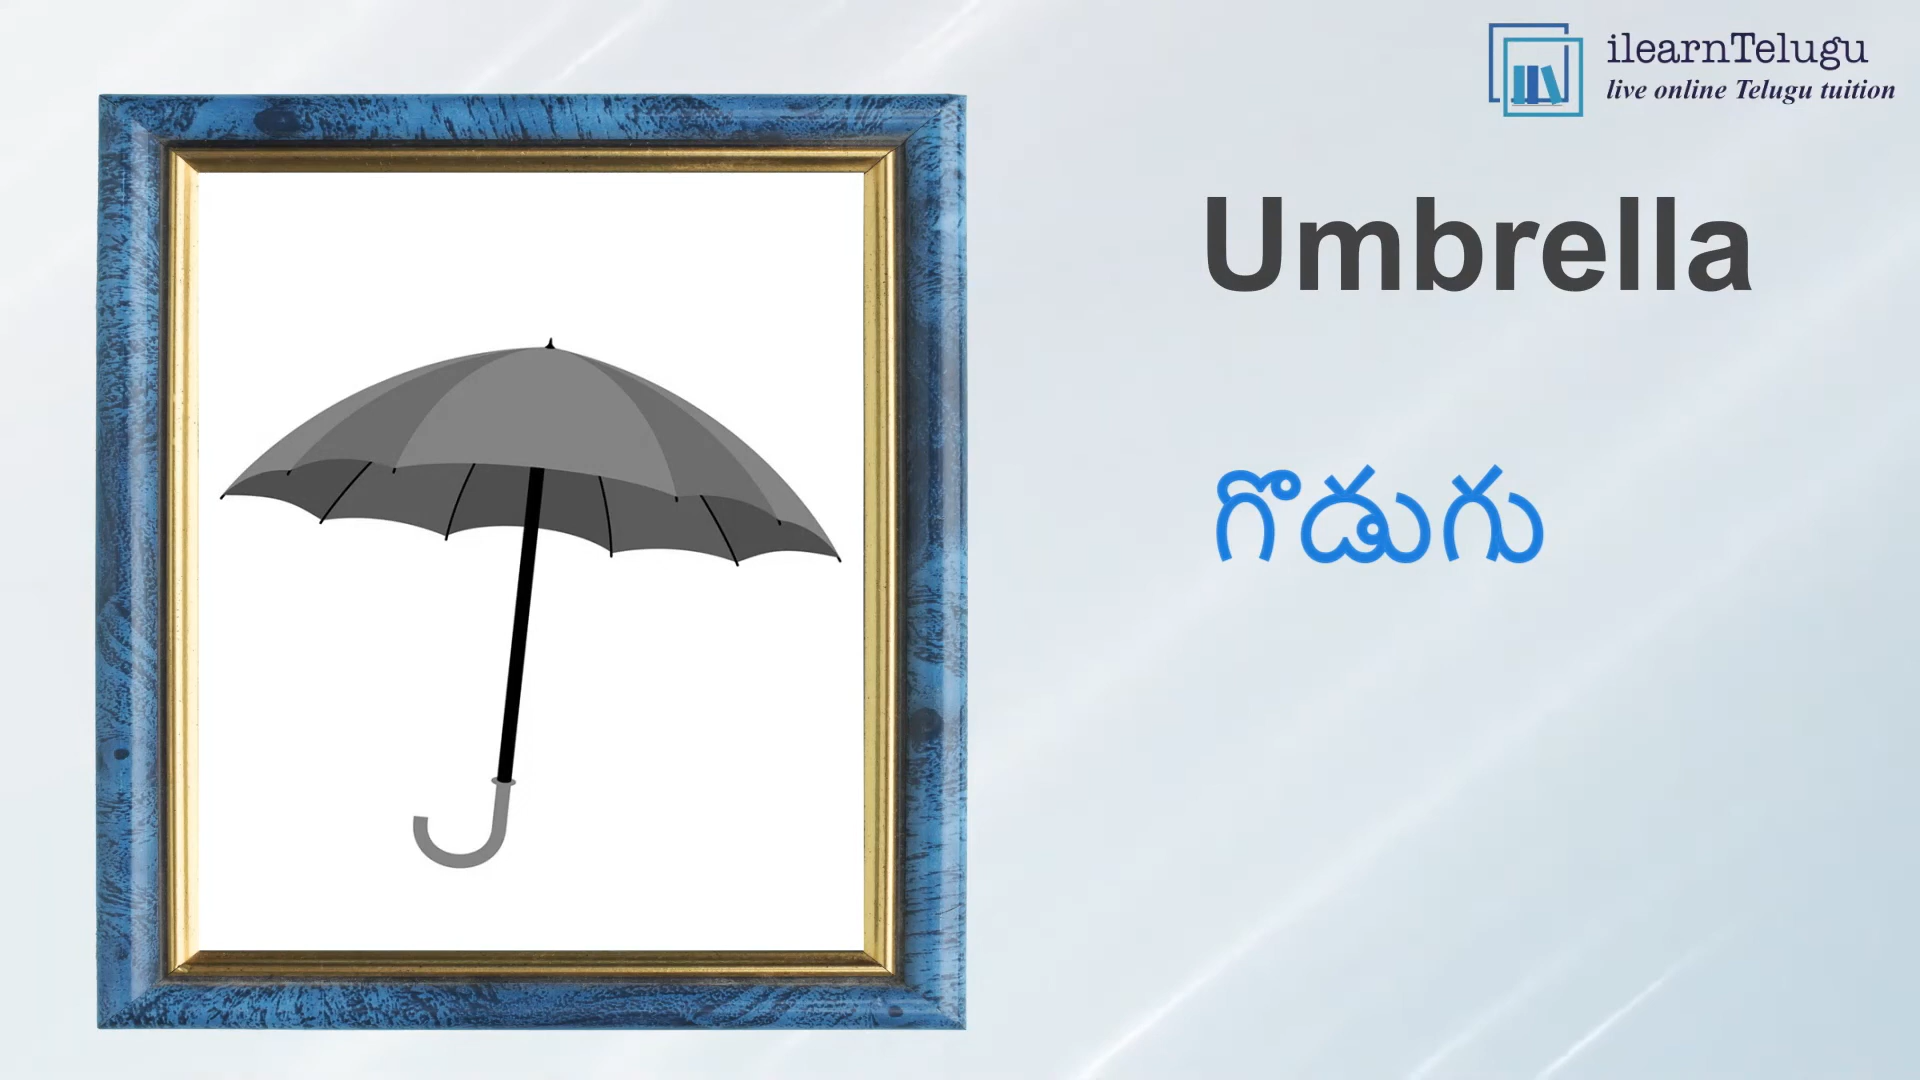 ilearnTelugu
live online Telugu tuition
Umbrella
గొడుగు